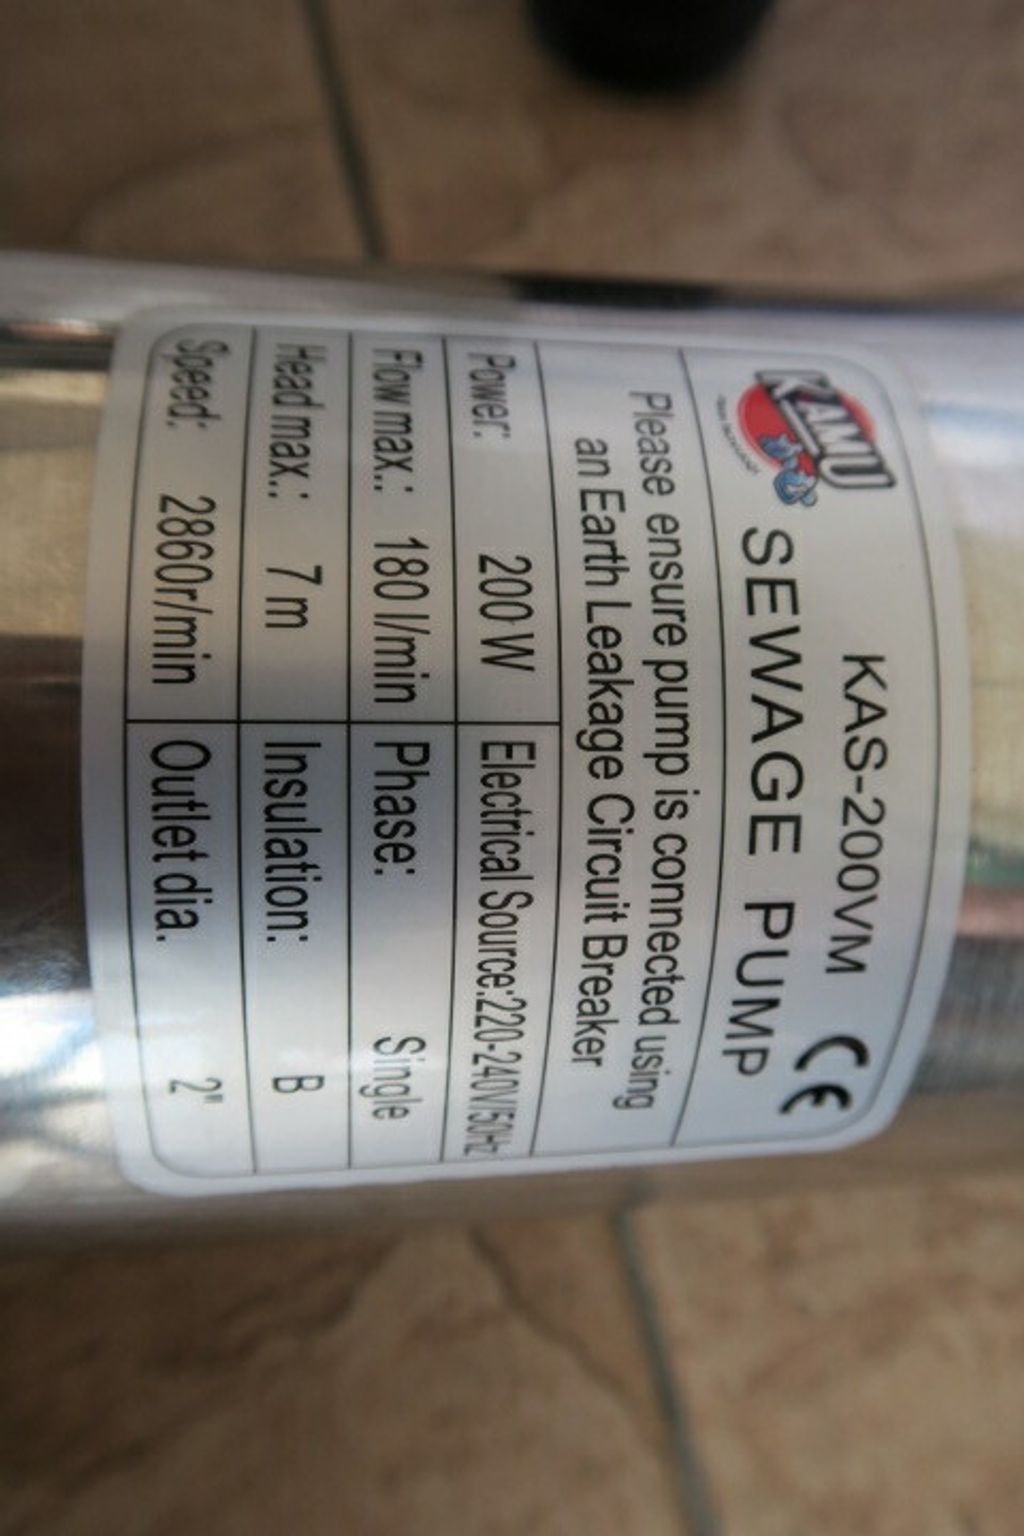 KAMU
KAS-200VM
CE
SEWAGE PUMP
Please ensure pump is connected using
an Earth Leakage Circuit Breaker
Power: 200 W Electrical Source:220-240V/50Hz
Flow max.: 180 l/min Phase: Single
Head max.: 7 m Insulation: B
Speed: 2860r/min Outlet dia. 2"